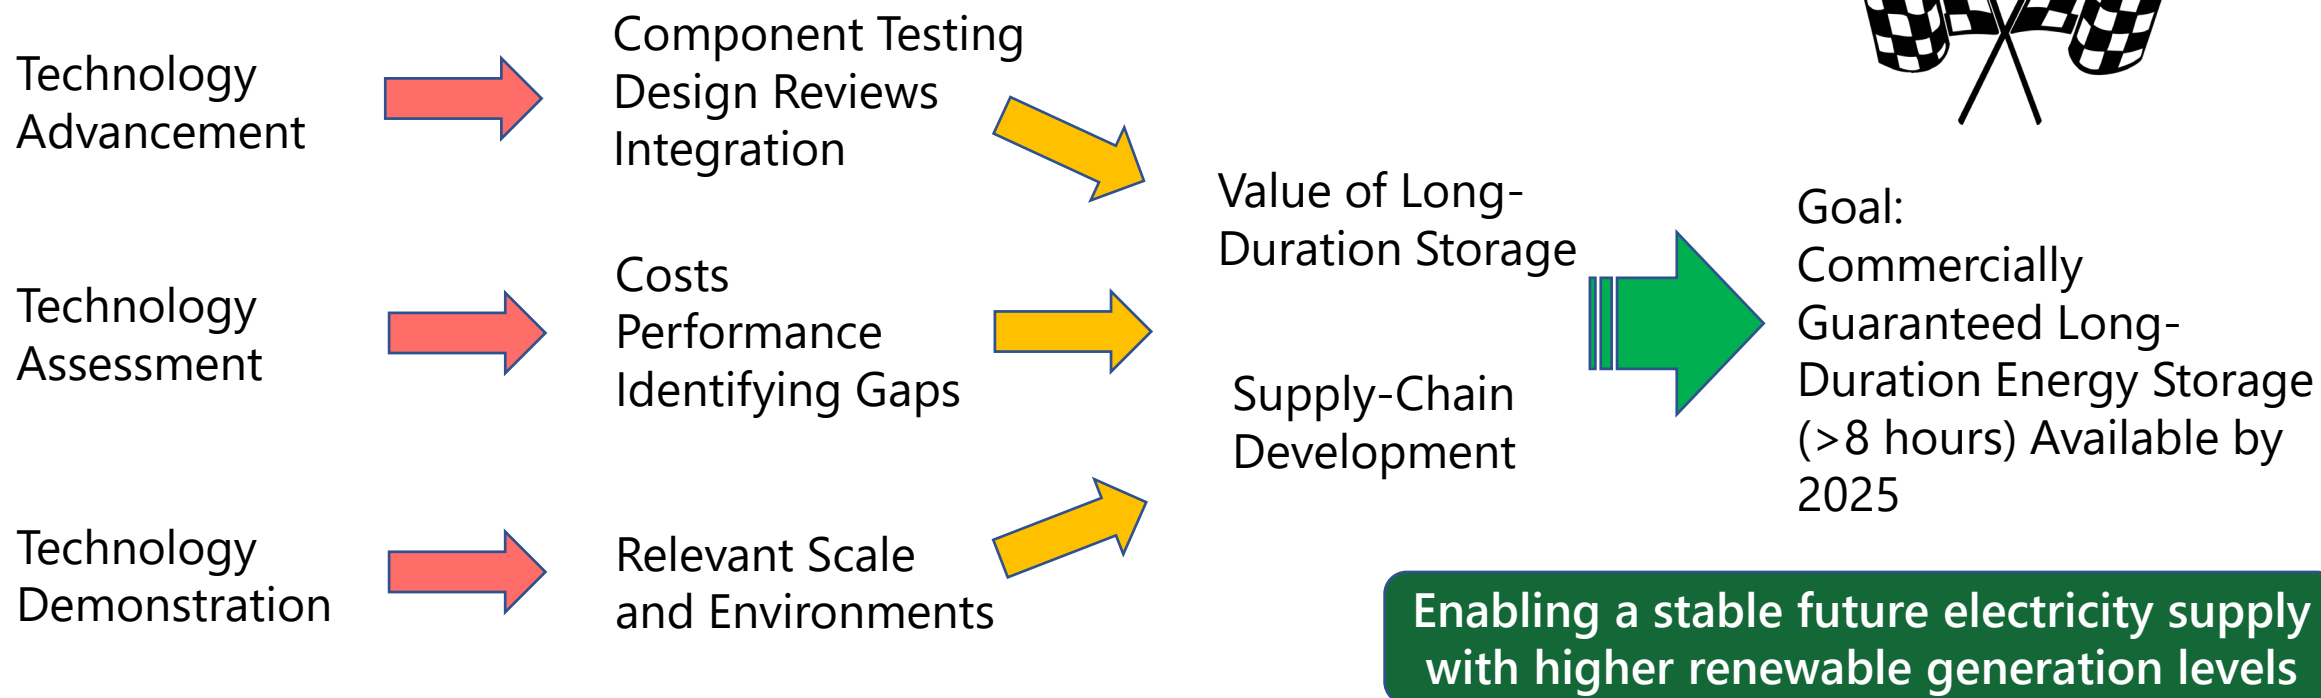 Technology
Advancement
Component Testing
Design Reviews
Integration
Technology
Assessment
Costs
Performance
Identifying Gaps
Technology
Demonstration
Relevant Scale
and Environments
Value of Long-
Duration Storage
Supply-Chain
Development
Goal:
Commercially
Guaranteed Long-
Duration Energy Storage
(>8 hours) Available by
2025
Enabling a stable future electricity supply
with higher renewable generation levels